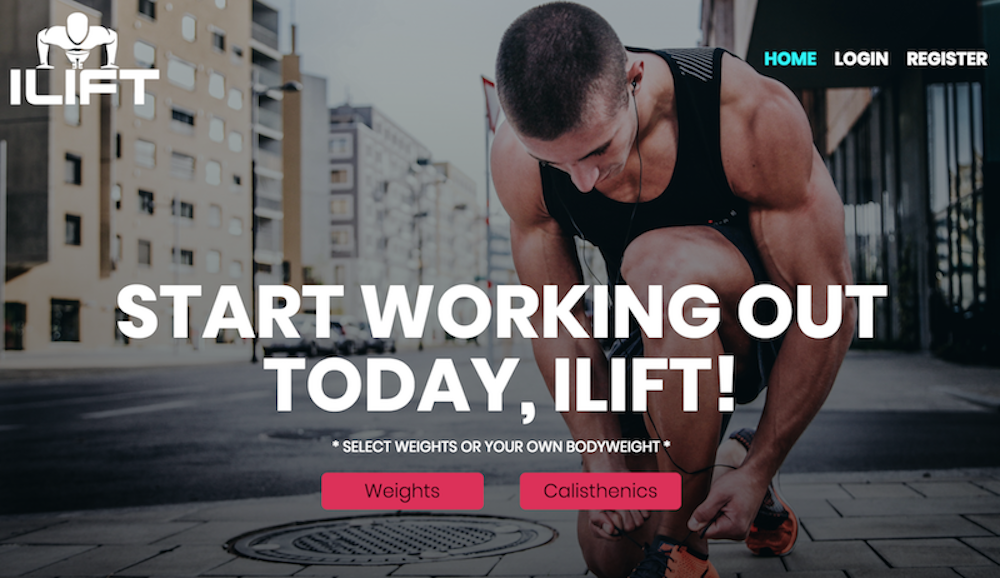 ILIFT
HOME LOGIN REGISTER
START WORKING OUT
TODAY, ILIFT!
* SELECT WEIGHTS OR YOUR OWN BODYWEIGHT *
Weights Calisthenics